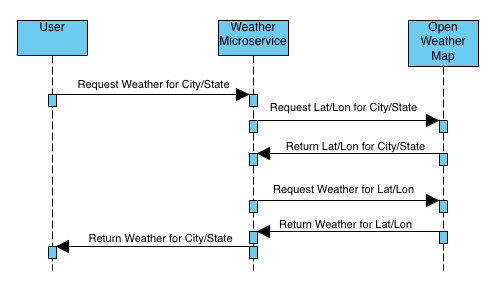 User
Weather
Microservice
Open
Weather
Map
Request Weather for City/State
Request Lat/Lon for City/State
Return Lat/Lon for City/State
Request Weather for Lat/Lon
Return Weather for Lat/Lon
Return Weather for City/State